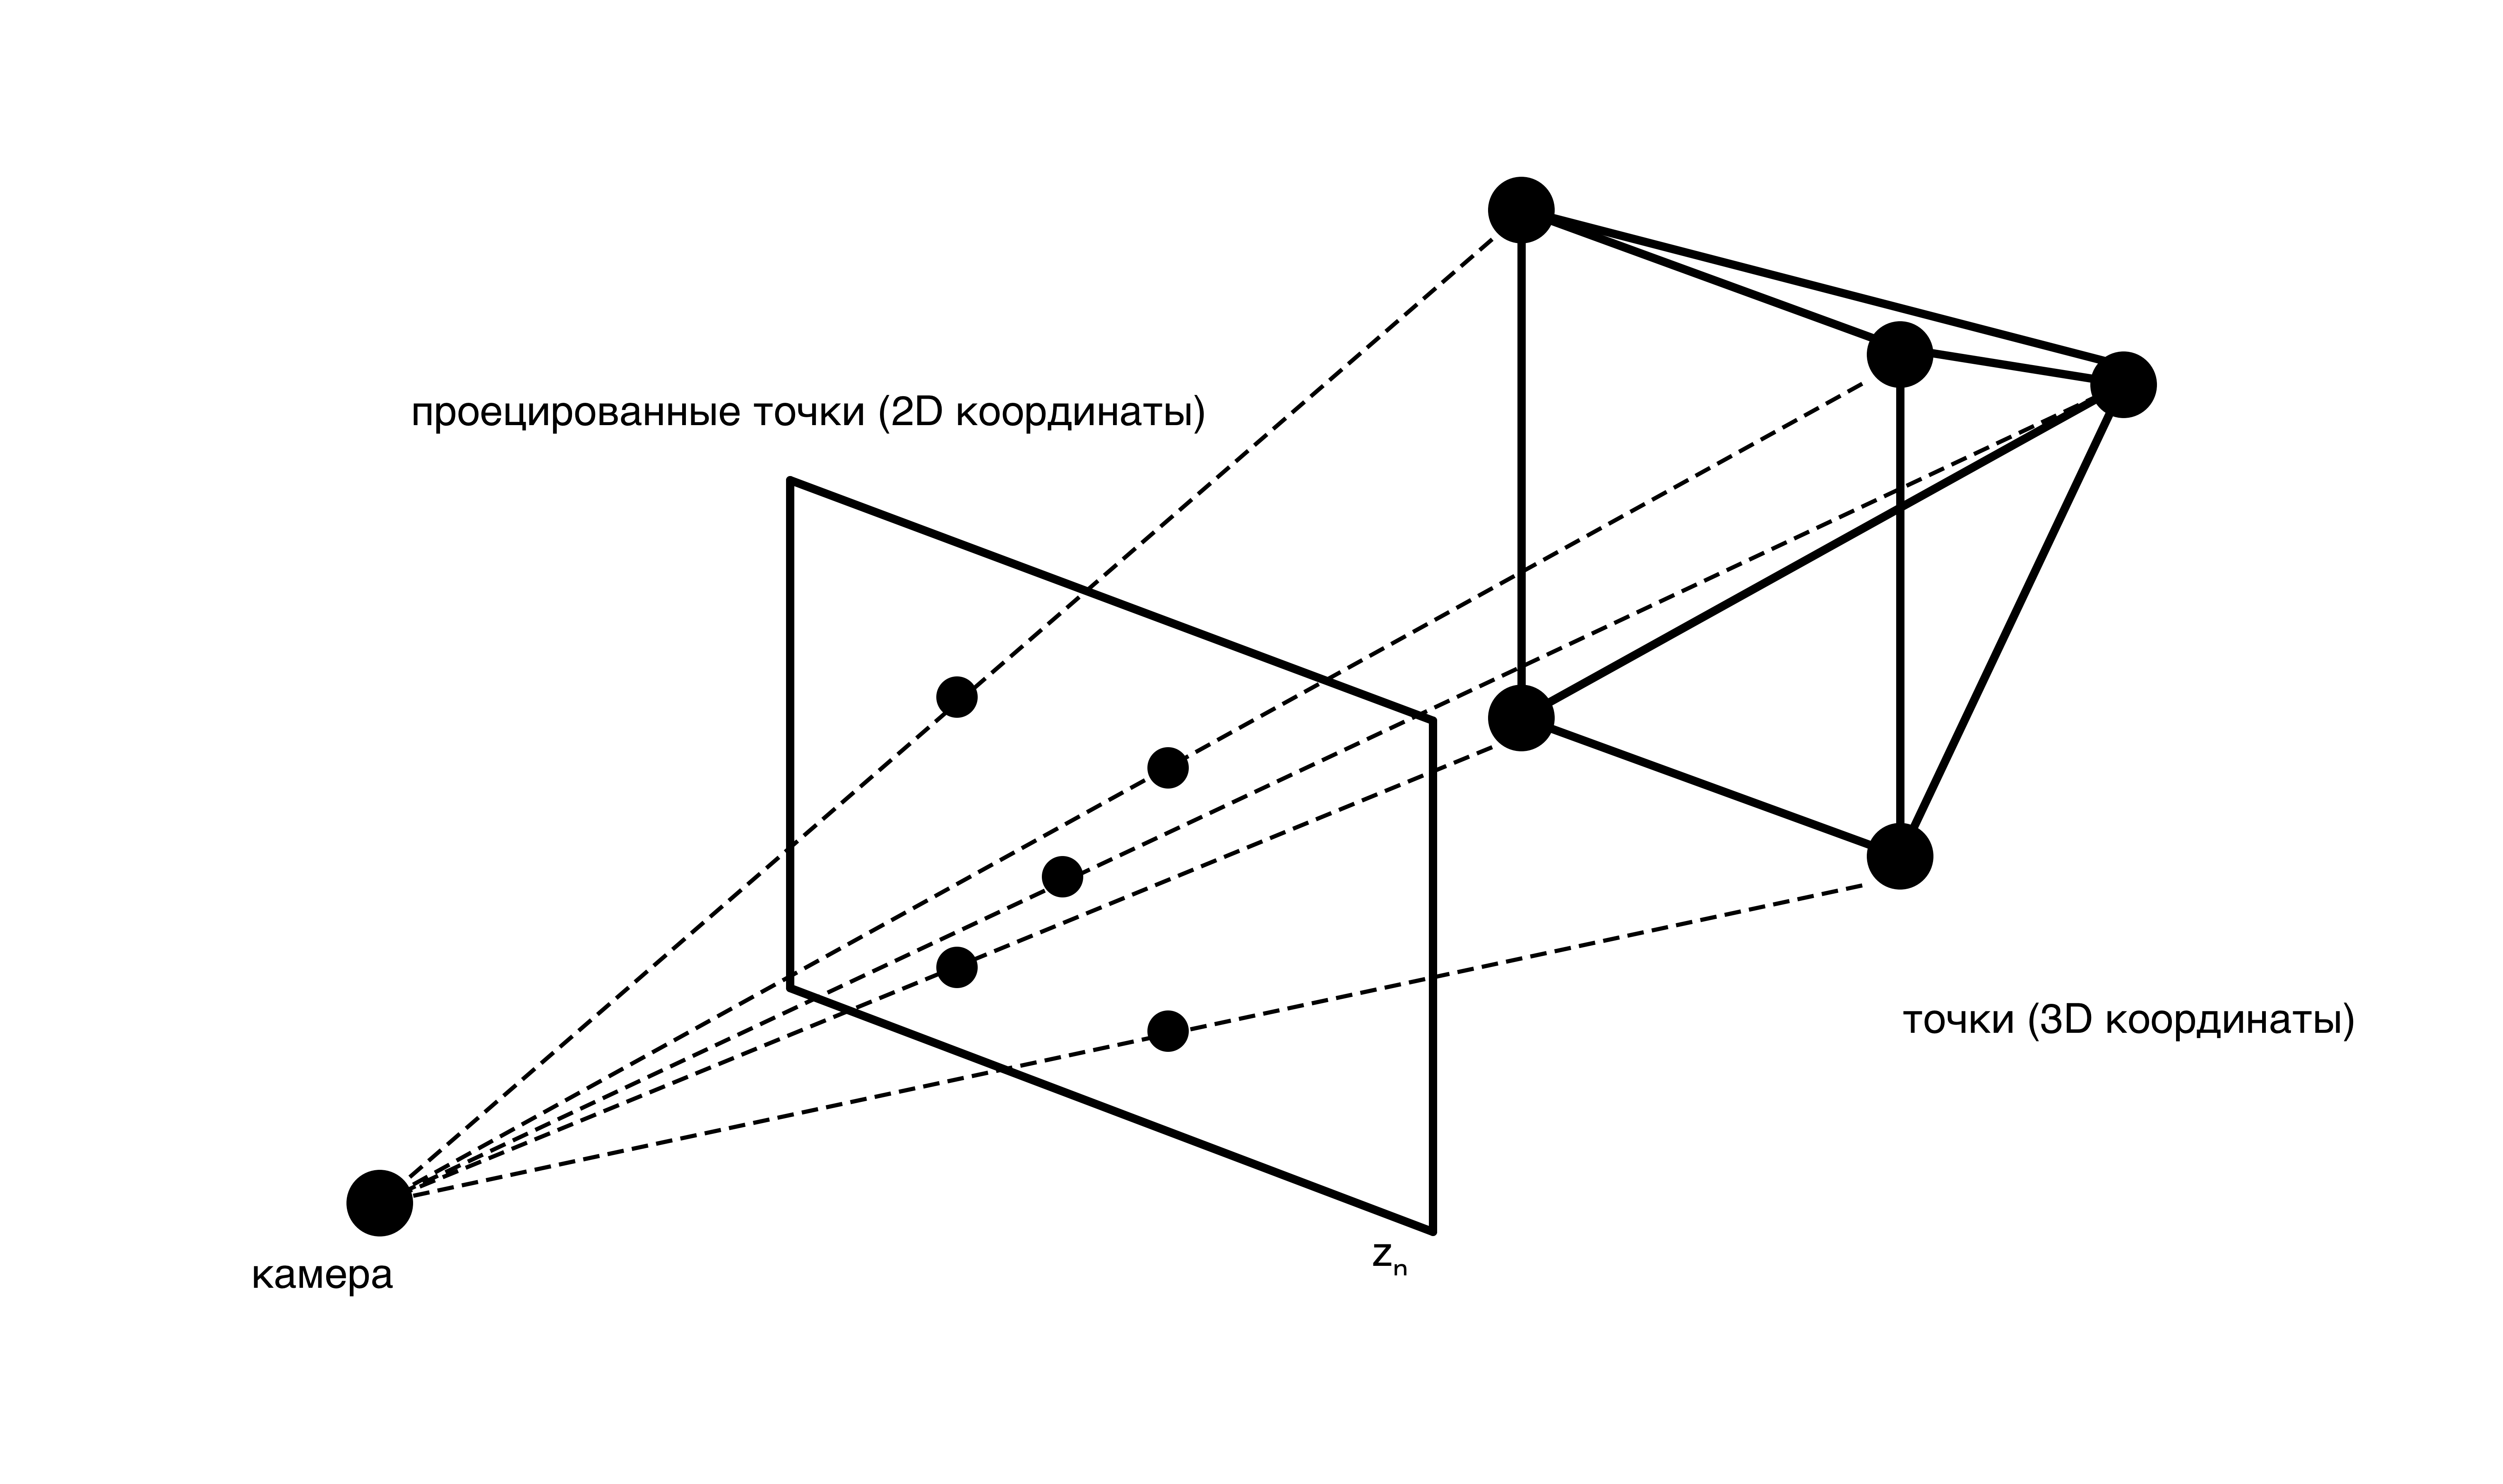 проецированные точки (2D координаты)
точки (3D координаты)
z_n
камера